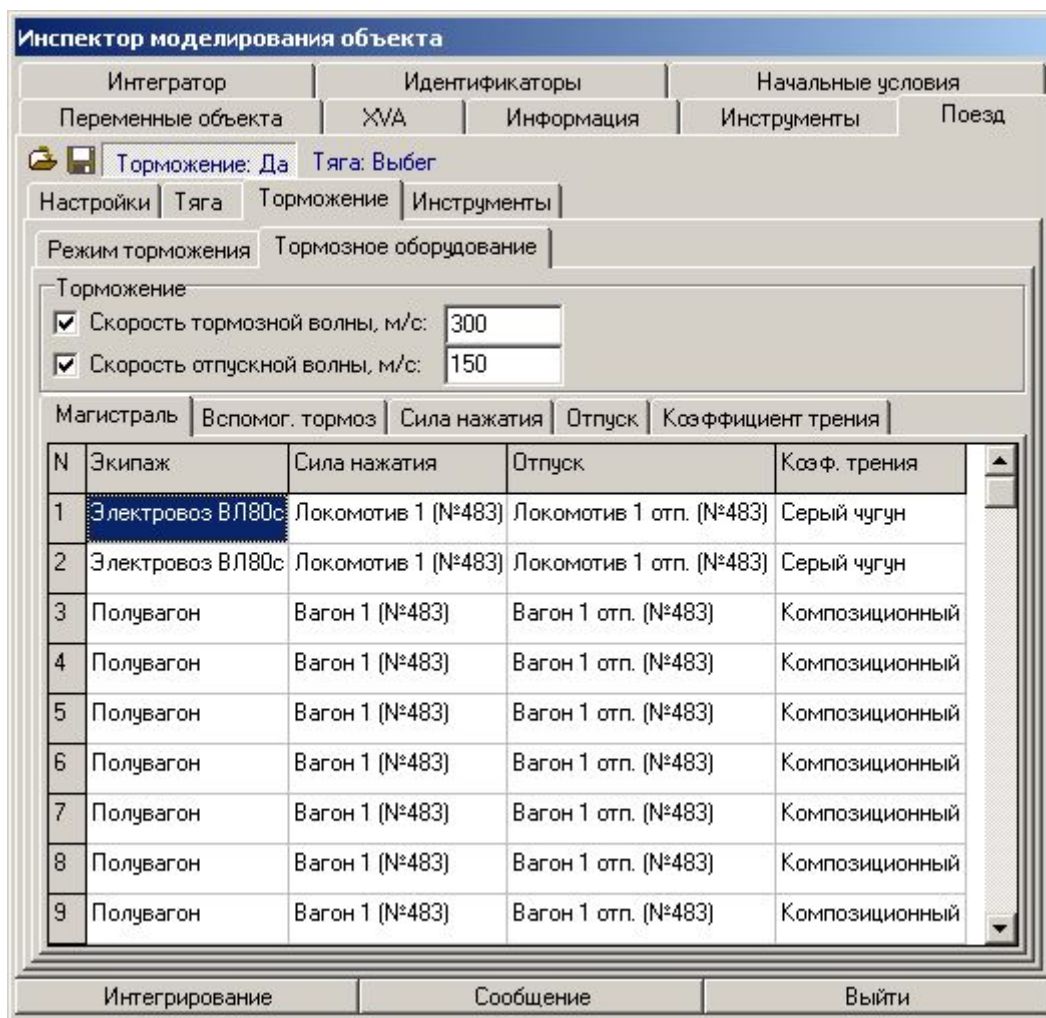 Инспектор моделирования объекта
Интегратор Идентификаторы Начальные условия
Переменные объекта XVA Информация Инструменты Поезд
Торможение: Да Тяга: Выбег
Настройки Тяга Торможение Инструменты
Режим торможения Тормозное оборудование
Торможение
Скорость тормозной волны, м/с: 300
Скорость отпускной волны, м/с: 150
Магистраль Вспомог. тормоз Сила нажатия Отпуск Коэффициент трения
N Экипаж Сила нажатия Отпуск Коэф. трения
1 Электровоз ВЛ80с Локомотив 1 (№483) Локомотив 1 отп. (№483) Серый чугун
2 Электровоз ВЛ80с Локомотив 1 (№483) Локомотив 1 отп. (№483) Серый чугун
3 Полувагон Вагон 1 (№483) Вагон 1 отп. (№483) Композиционный
4 Полувагон Вагон 1 (№483) Вагон 1 отп. (№483) Композиционный
5 Полувагон Вагон 1 (№483) Вагон 1 отп. (№483) Композиционный
6 Полувагон Вагон 1 (№483) Вагон 1 отп. (№483) Композиционный
7 Полувагон Вагон 1 (№483) Вагон 1 отп. (№483) Композиционный
8 Полувагон Вагон 1 (№483) Вагон 1 отп. (№483) Композиционный
9 Полувагон Вагон 1 (№483) Вагон 1 отп. (№483) Композиционный
Интегрирование Сообщение Выйти